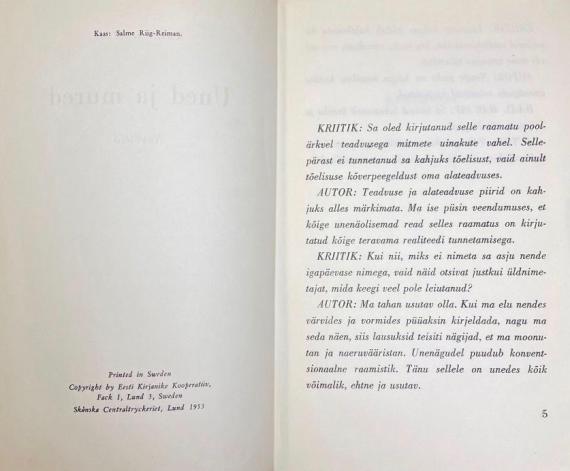 Kaas: Salme Riig-Reiman.
Uned ja mured
Printed in Sweden
Copyright by Eesti Kirjanike Kooperatiiv,
Fack 1, Lund 3, Sweden
Skånska Centraltryckeriet, Lund 1953
KRIITIK: Sa oled kirjutanud selle raamatu pool-
ärkvel teadvusega mitmete uinakute vahel. Selle-
pärast ei tunnetanud sa kahjuks tõelisust, vaid ainult
tõelisuse kõverpeegeldust oma alateadvuses.
AUTOR: Teadvuse ja alateadvuse piirid on kah-
juks alles märkimata. Ma ise püsin veendumuses, et
kõige unenäolisemad read selles raamatus on kirju-
tatud kõige teravama realiteedi tunnetamisega.
KRIITIK: Kui nii, miks ei nimeta sa asju nende
igapäevase nimega, vaid näid otsivat justkui üldnime-
tajat, mida keegi veel pole leiutanud?
AUTOR: Ma tahan usutav olla. Kui ma elu nendes
värvides ja vormides püüaksin kirjeldada, nagu ma
seda näen, siis lausuksid teisiti nägijad, et ma moonu-
tan ja naeruvääristan. Unenägudel puudub konvent-
sionaalne raamistik. Tänu sellele on unedes kõik
võimalik, ehtne ja usutav.
5